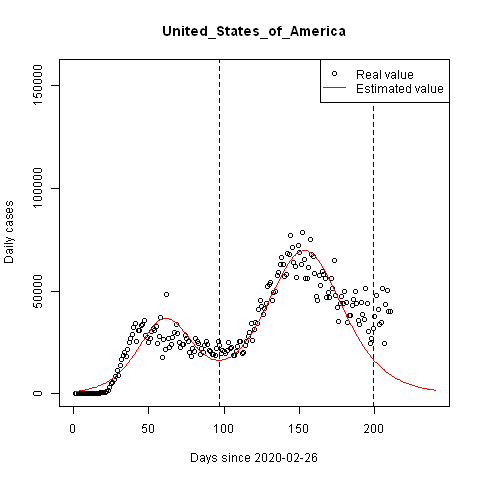 United_States_of_America
Real value
Estimated value
Daily cases
150000
100000
50000
0
0 50 100 150 200
Days since 2020-02-26